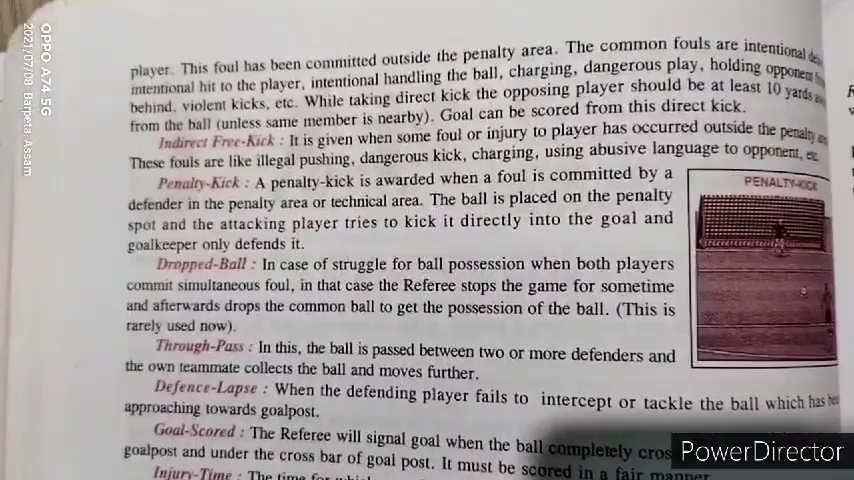 OPPO A74 5G
2021/07/08 Barpeta, Assam
player. This foul has been committed outside the penalty area. The common fouls are intentional
intentional hit to the player, intentional handling the ball, charging, dangerous play, holding opponent
behind, violent kicks, etc. While taking direct kick the opposing player should be at least 10 yards
from the ball (unless same member is nearby). Goal can be scored from this direct kick.
Indirect Free-Kick : It is given when some foul or injury to player has occurred outside the penalty
These fouls are like illegal pushing, dangerous kick, charging, using abusive language to opponent, etc.
Penalty-Kick : A penalty-kick is awarded when a foul is committed by a
defender in the penalty area or technical area. The ball is placed on the penalty
spot and the attacking player tries to kick it directly into the goal and
goalkeeper only defends it.
PENALTY-KICK
Dropped-Ball : In case of struggle for ball possession when both players
commit simultaneous foul, in that case the Referee stops the game for sometime
and afterwards drops the common ball to get the possession of the ball. (This is
rarely used now).
Through-Pass : In this, the ball is passed between two or more defenders and
the own teammate collects the ball and moves further.
Defence-Lapse : When the defending player fails to intercept or tackle the ball which has
approaching towards goalpost.
Goal-Scored : The Referee will signal goal when the ball completely
goalpost and under the cross bar of goal post. It must be scored in a fair manner
Injury-Time : The time for which
PowerDirector